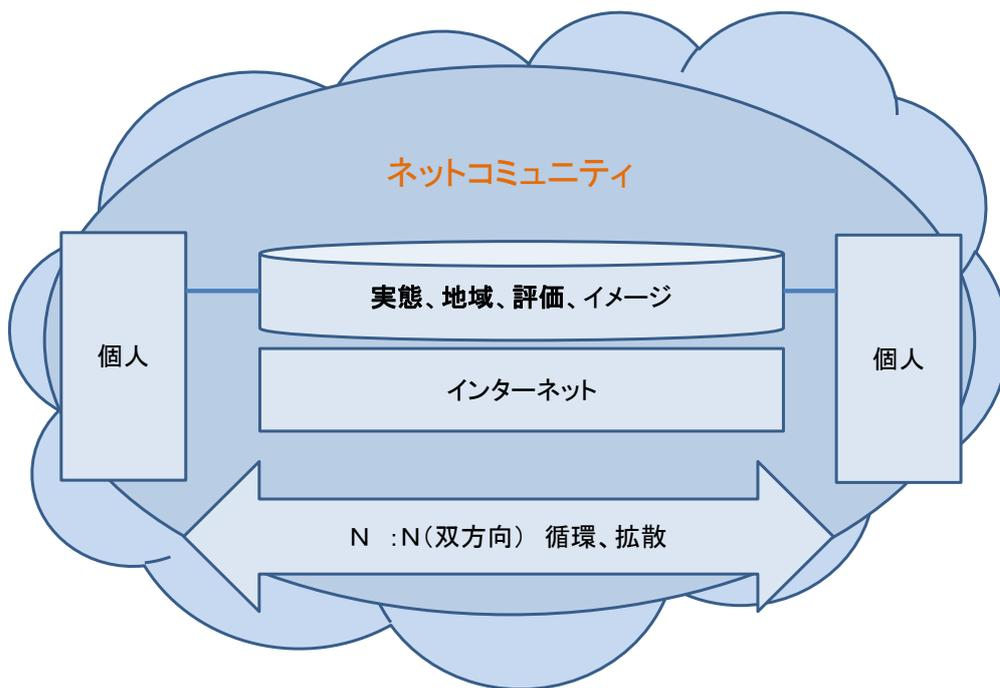 ネットコミュニティ
実態、地域、評価、イメージ
個人
インターネット
個人
N　:N(双方向)　循環、拡散